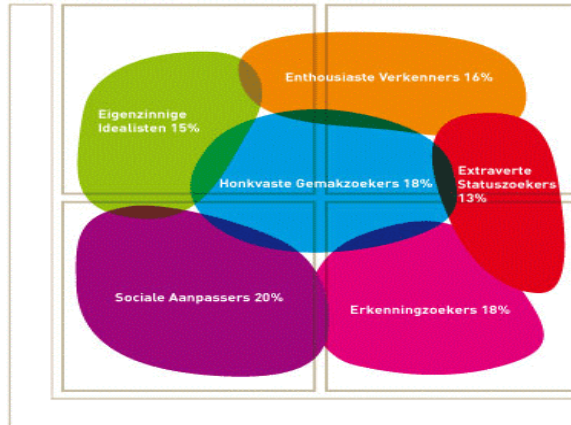 Enthousiaste Verkenners 16%
Eigenzinnige
Idealisten 15%
Honkvaste Gemakzoekers 18%
Extraverte
Statuszoekers
13%
Sociale Aanpassers 20%
Erkenningzoekers 18%